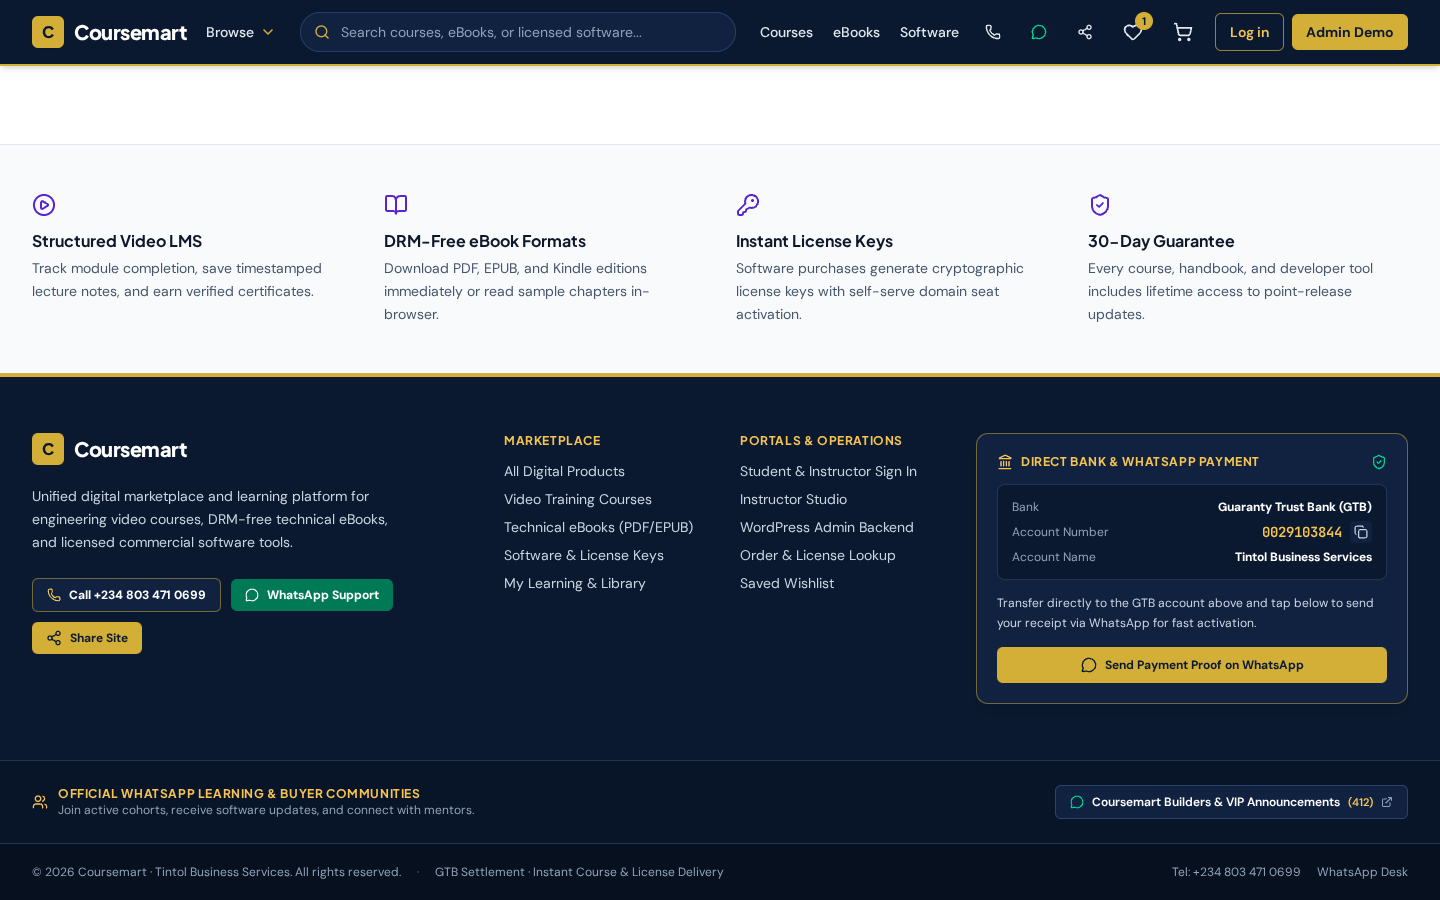 C Coursemart Browse Search courses, eBooks, or licensed software... Courses eBooks Software 1 Log in Admin Demo
Structured Video LMS
Track module completion, save timestamped
lecture notes, and earn verified certificates.
DRM-Free eBook Formats
Download PDF, EPUB, and Kindle editions
immediately or read sample chapters in-
browser.
Instant License Keys
Software purchases generate cryptographic
license keys with self-serve domain seat
activation.
30-Day Guarantee
Every course, handbook, and developer tool
includes lifetime access to point-release
updates.
C Coursemart
Unified digital marketplace and learning platform for
engineering video courses, DRM-free technical eBooks,
and licensed commercial software tools.
Call +234 803 471 0699 WhatsApp Support
Share Site
MARKETPLACE
All Digital Products
Video Training Courses
Technical eBooks (PDF/EPUB)
Software & License Keys
My Learning & Library
PORTALS & OPERATIONS
Student & Instructor Sign In
Instructor Studio
WordPress Admin Backend
Order & License Lookup
Saved Wishlist
DIRECT BANK & WHATSAPP PAYMENT
Bank Guaranty Trust Bank (GTB)
Account Number 0029103844
Account Name Tintol Business Services
Transfer directly to the GTB account above and tap below to send
your receipt via WhatsApp for fast activation.
Send Payment Proof on WhatsApp
OFFICIAL WHATSAPP LEARNING & BUYER COMMUNITIES
Join active cohorts, receive software updates, and connect with mentors.
Coursemart Builders & VIP Announcements (412)
© 2026 Coursemart · Tintol Business Services. All rights reserved. · GTB Settlement · Instant Course & License Delivery Tel: +234 803 471 0699 WhatsApp Desk